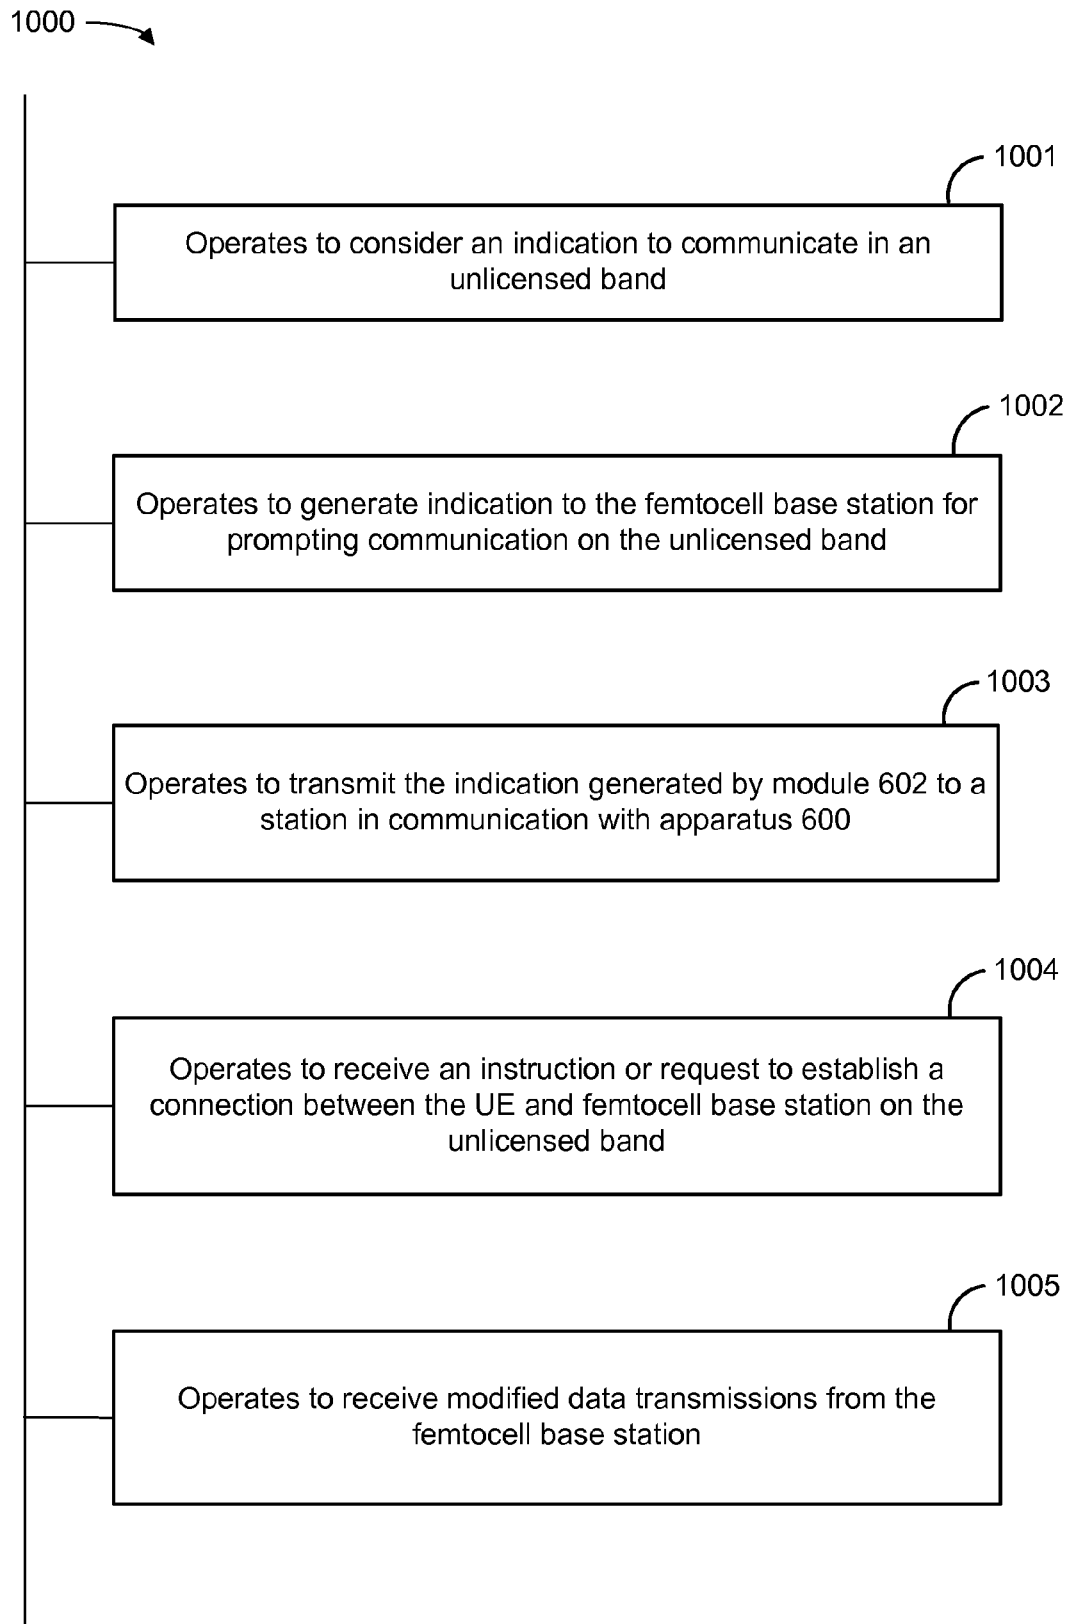 1000
1001
Operates to consider an indication to communicate in an
unlicensed band
1002
Operates to generate indication to the femtocell base station for
prompting communication on the unlicensed band
1003
Operates to transmit the indication generated by module 602 to a
station in communication with apparatus 600
1004
Operates to receive an instruction or request to establish a
connection between the UE and femtocell base station on the
unlicensed band
1005
Operates to receive modified data transmissions from the
femtocell base station